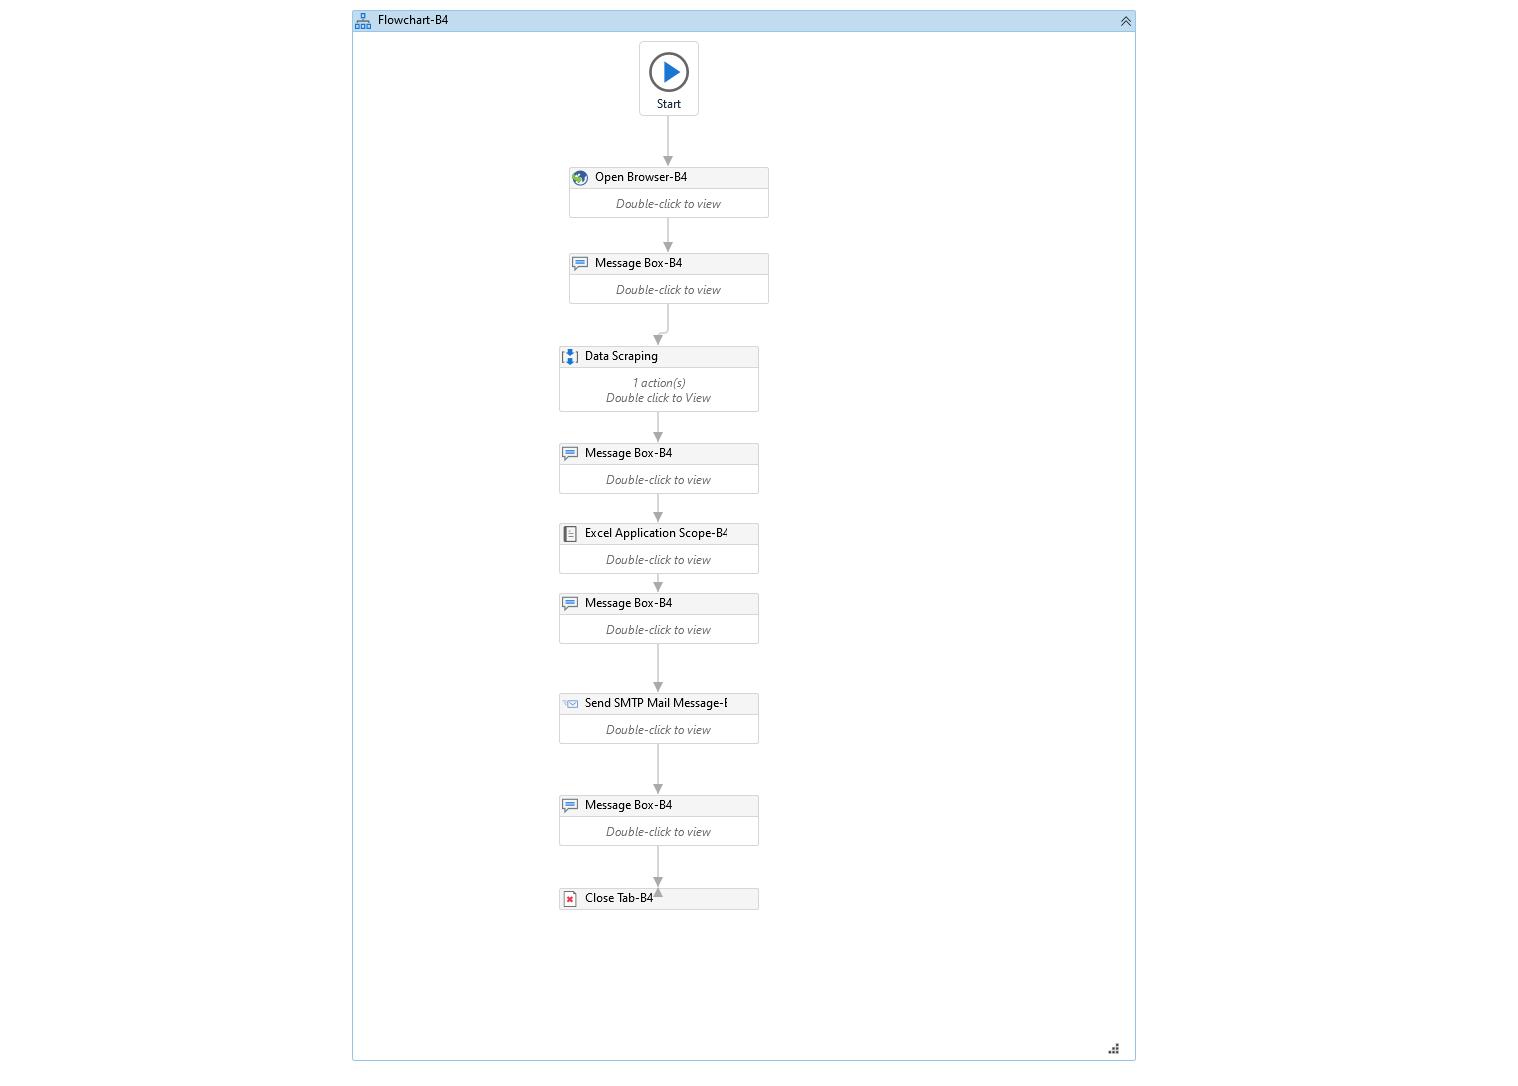 Flowchart-B4
Start
Open Browser-B4
Double-click to view
Message Box-B4
Double-click to view
Data Scraping
1 action(s)
Double click to View
Message Box-B4
Double-click to view
Excel Application Scope-B4
Double-click to view
Message Box-B4
Double-click to view
Send SMTP Mail Message-
Double-click to view
Message Box-B4
Double-click to view
Close Tab-B4